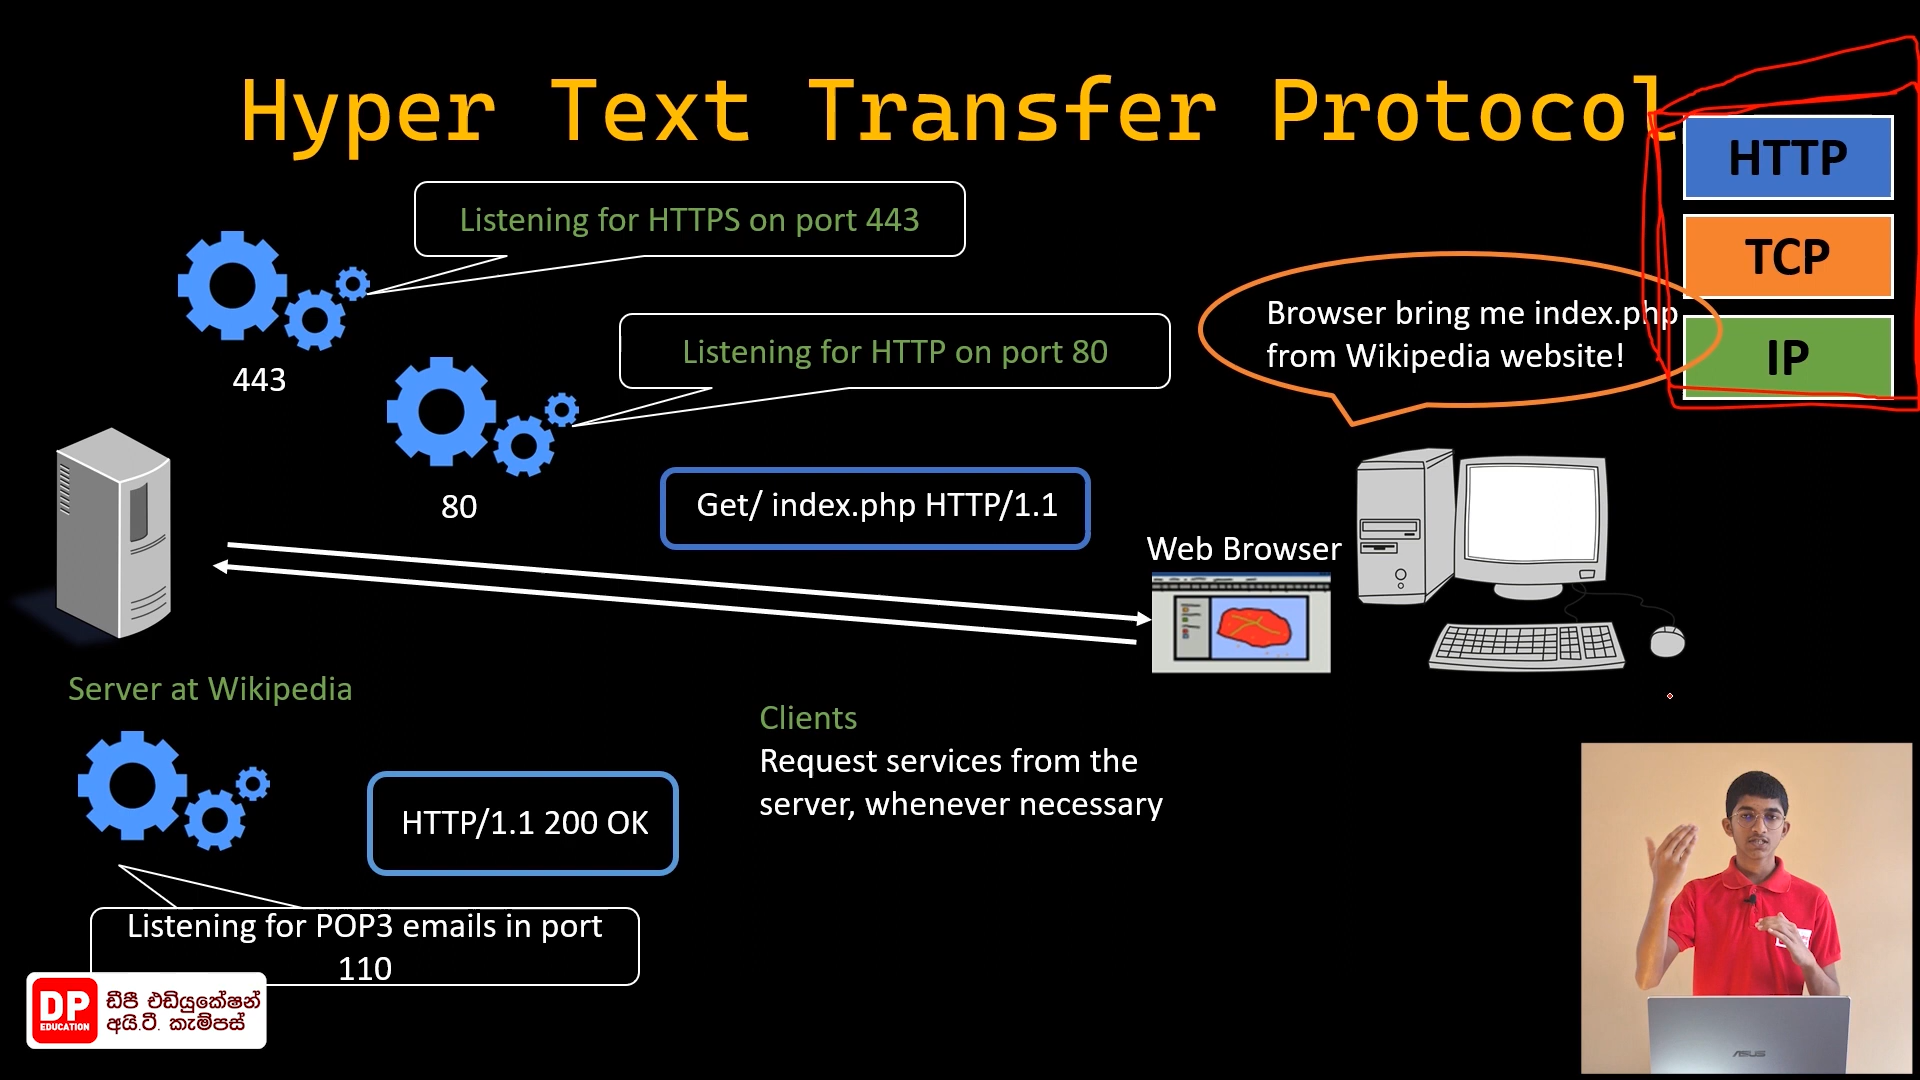 Hyper Text Transfer Protocol
HTTP
TCP
IP
Listening for HTTPS on port 443
443
Listening for HTTP on port 80
80
Browser bring me index.php
from Wikipedia website!
Get/ index.php HTTP/1.1
Web Browser
Server at Wikipedia
Clients
Request services from the
server, whenever necessary
HTTP/1.1 200 OK
Listening for POP3 emails in port
110
DP
EDUCATION
ඩීපී එඩියුකේෂන්
අයි.ටී. කැම්පස්
ASUS